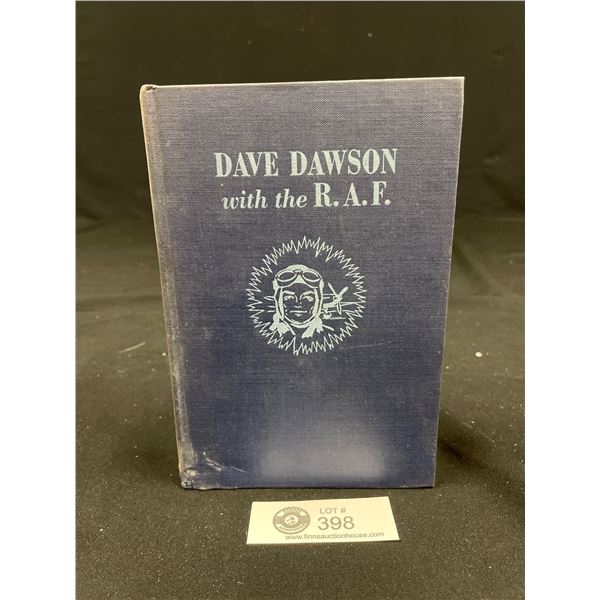 DAVE DAWSON
with the R.A.F.
LOT #
398
www.finnsauctionhouse.com